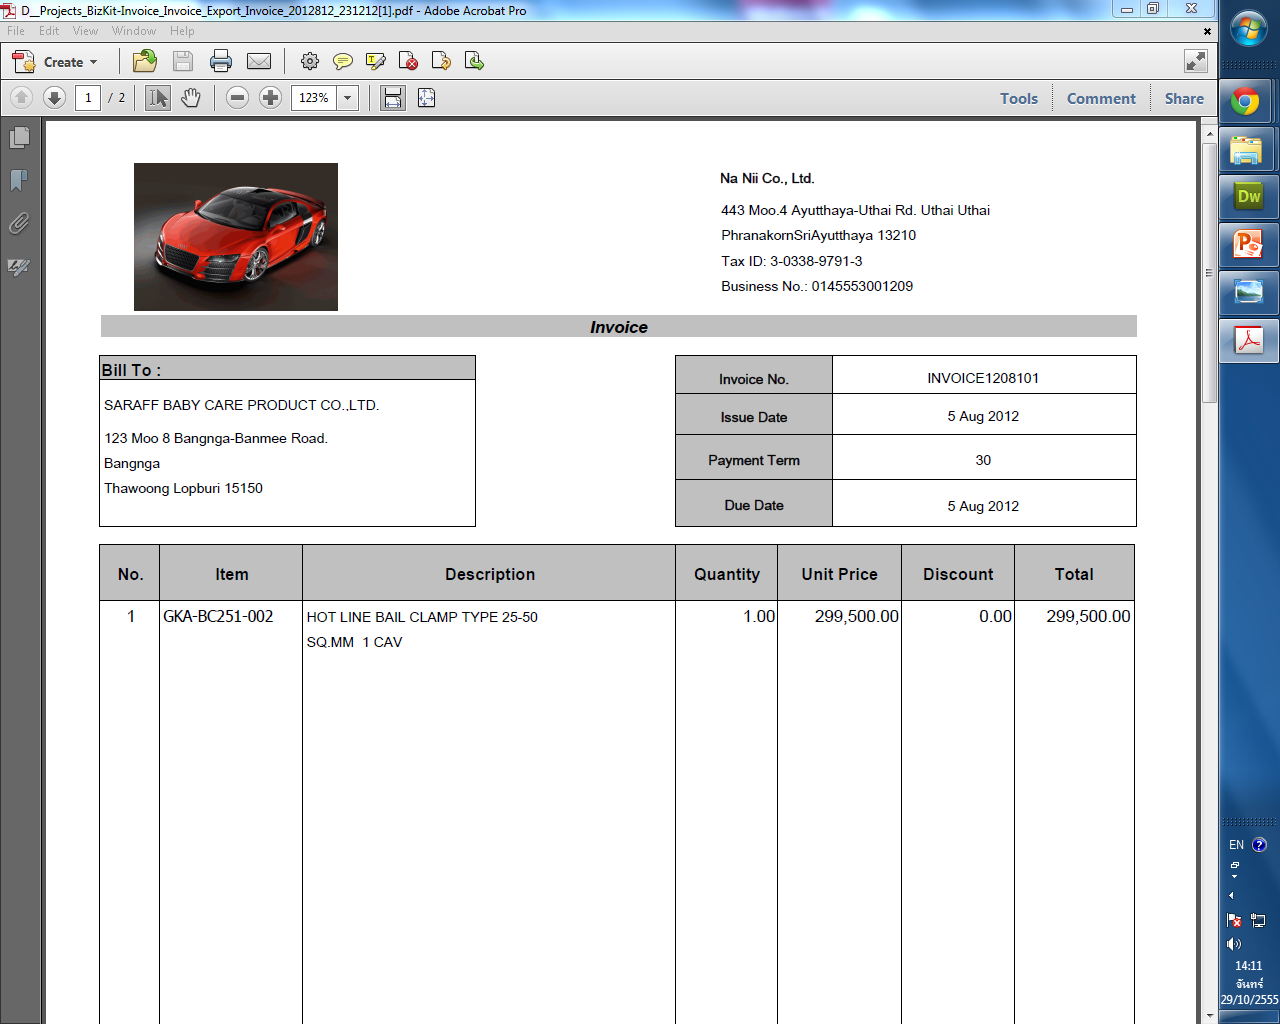 D__Projects_BizKit-Invoice_Invoice_Export_Invoice_2012812_231212[1].pdf - Adobe Acrobat Pro
File Edit View Window Help
Create
1 / 2 123% Tools Comment Share
Na Nii Co., Ltd.
443 Moo.4 Ayutthaya-Uthai Rd. Uthai Uthai
PhranakornSriAyutthaya 13210
Tax ID: 3-0338-9791-3
Business No.: 0145553001209
Invoice
Bill To :
SARAFF BABY CARE PRODUCT CO.,LTD.
123 Moo 8 Bangnga-Banmee Road.
Bangnga
Thawoong Lopburi 15150
Invoice No. INVOICE1208101
Issue Date 5 Aug 2012
Payment Term 30
Due Date 5 Aug 2012
No. Item Description Quantity Unit Price Discount Total
1 GKA-BC251-002 HOT LINE BAIL CLAMP TYPE 25-50 1.00 299,500.00 0.00 299,500.00
SQ.MM 1 CAV
Dw
EN
14:11
จันทร์
29/10/2555